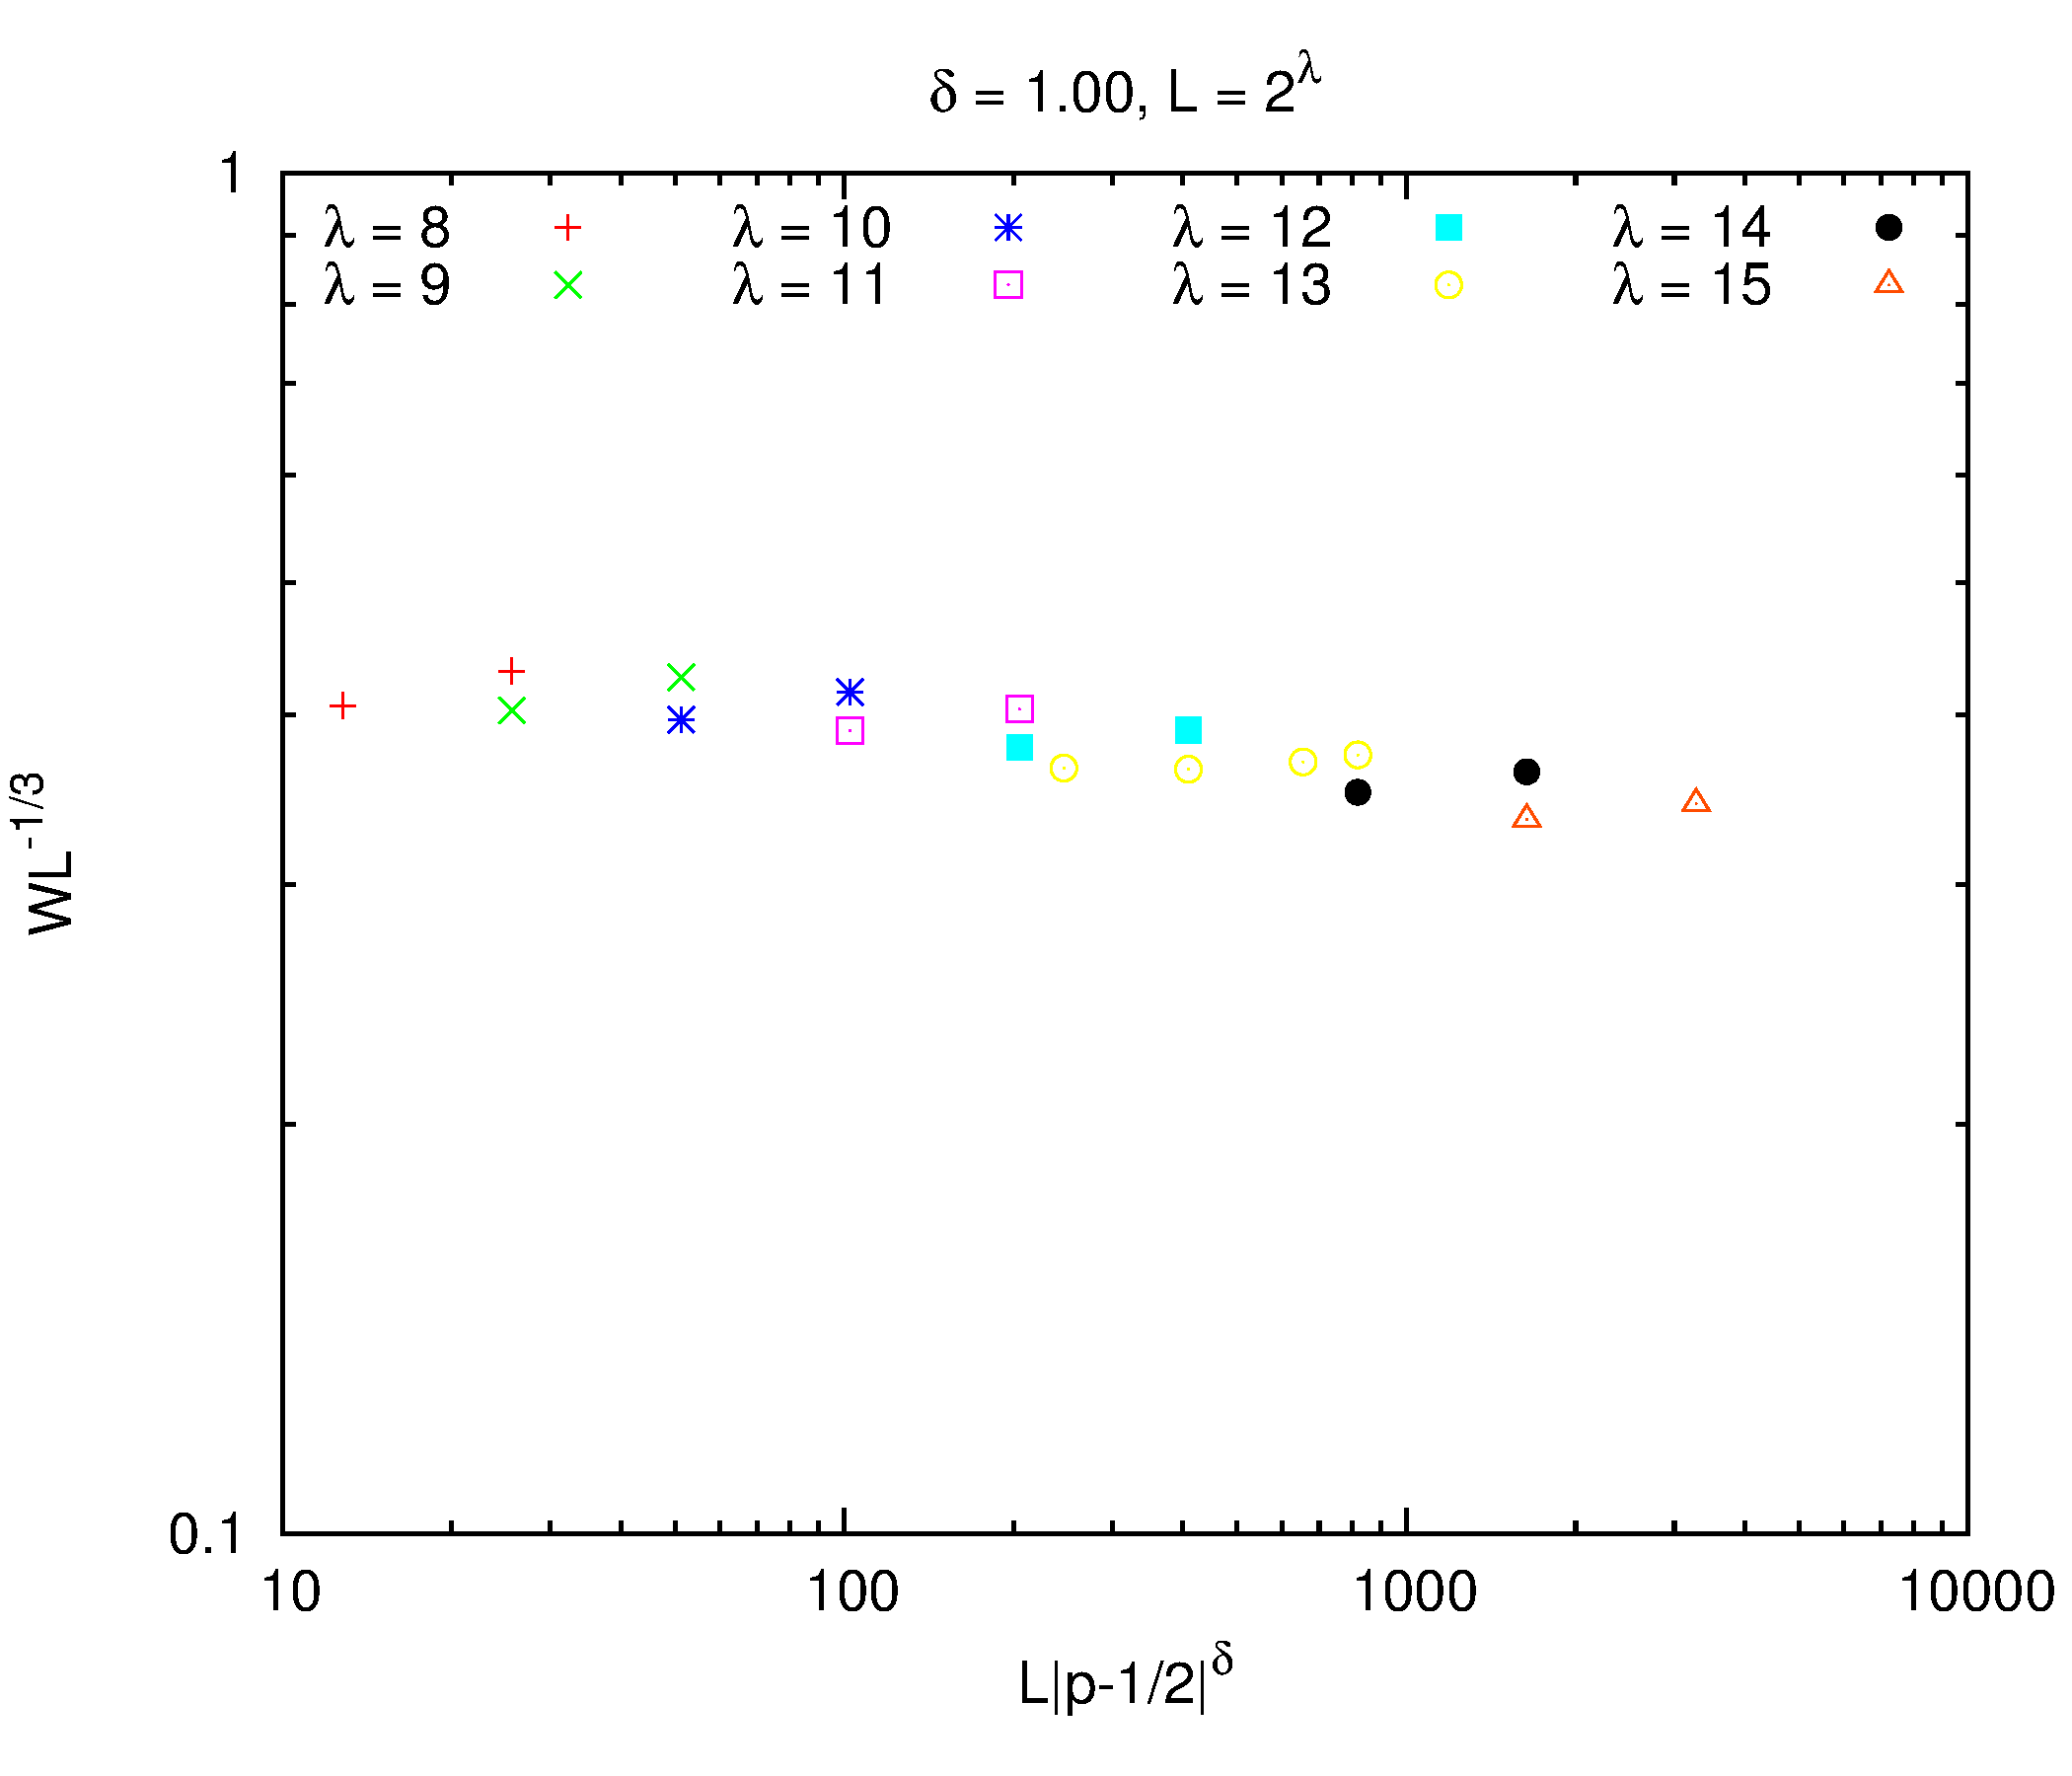 δ = 1.00, L = 2^λ
1
λ = 8 λ = 10 λ = 12 λ = 14
λ = 9 λ = 11 λ = 13 λ = 15
WL^-1/3
0.1
10 100 1000 10000
L|p-1/2|^δ